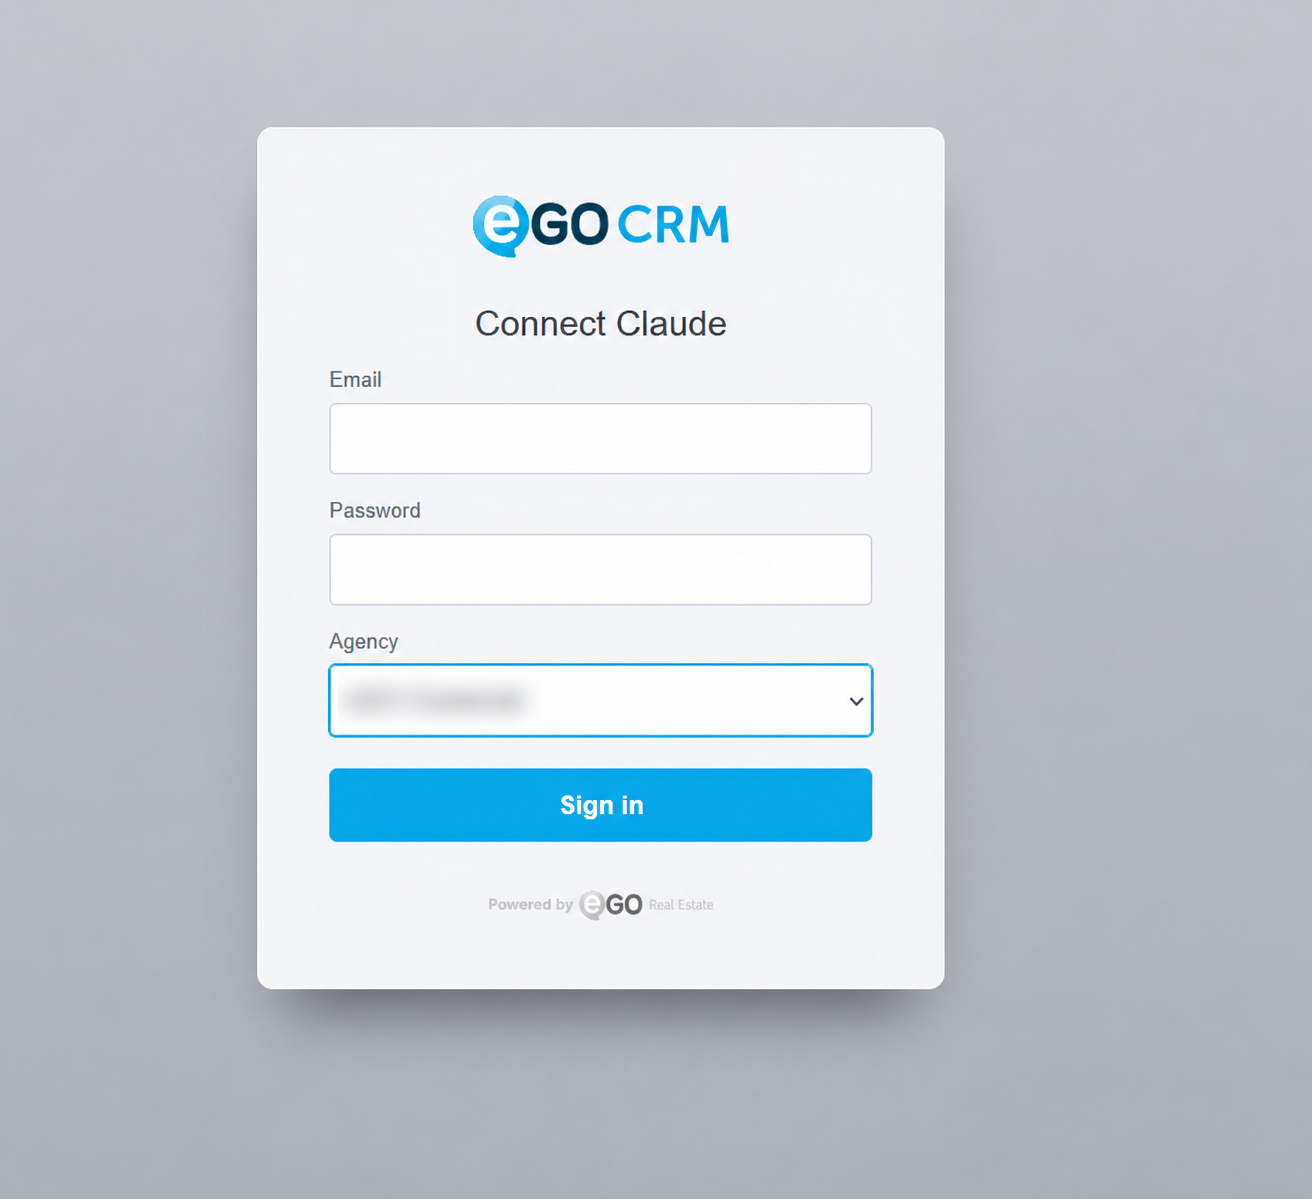 eGO CRM
Connect Claude
Email
Password
Agency
Sign in
Powered by eGO Real Estate